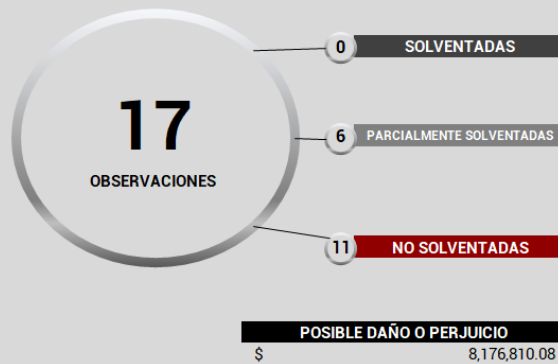 17
OBSERVACIONES
0 SOLVENTADAS
6 PARCIALMENTE SOLVENTADAS
11 NO SOLVENTADAS
POSIBLE DAÑO O PERJUICIO
$ 8,176,810.08